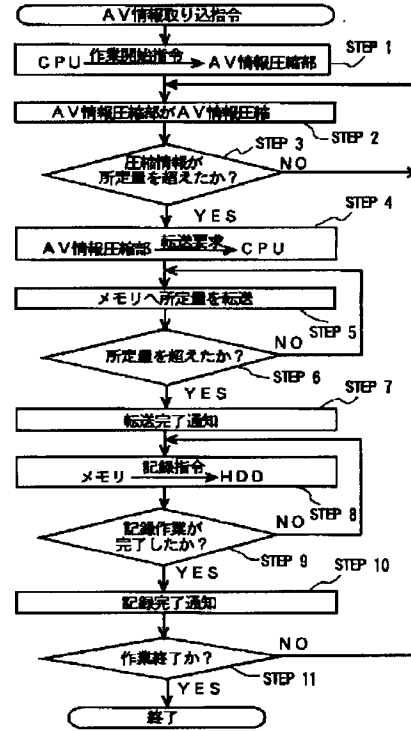 AV情報取り込指令
作業開始指令
CPU AV情報圧縮部
STEP 1
AV情報圧縮部がAV情報圧縮
STEP 2
STEP 3
圧縮情報が
所定量を超えたか?
NO
YES
STEP 4
転送要求
AV情報圧縮部 CPU
メモリへ所定量を転送
STEP 5
所定量を超えたか?
NO
STEP 6
YES
STEP 7
転送完了通知
記録指令
メモリ HDD
STEP 8
記録作業が
完了したか?
NO
STEP 9
YES
STEP 10
記録完了通知
作業終了か?
NO
STEP 11
YES
終了